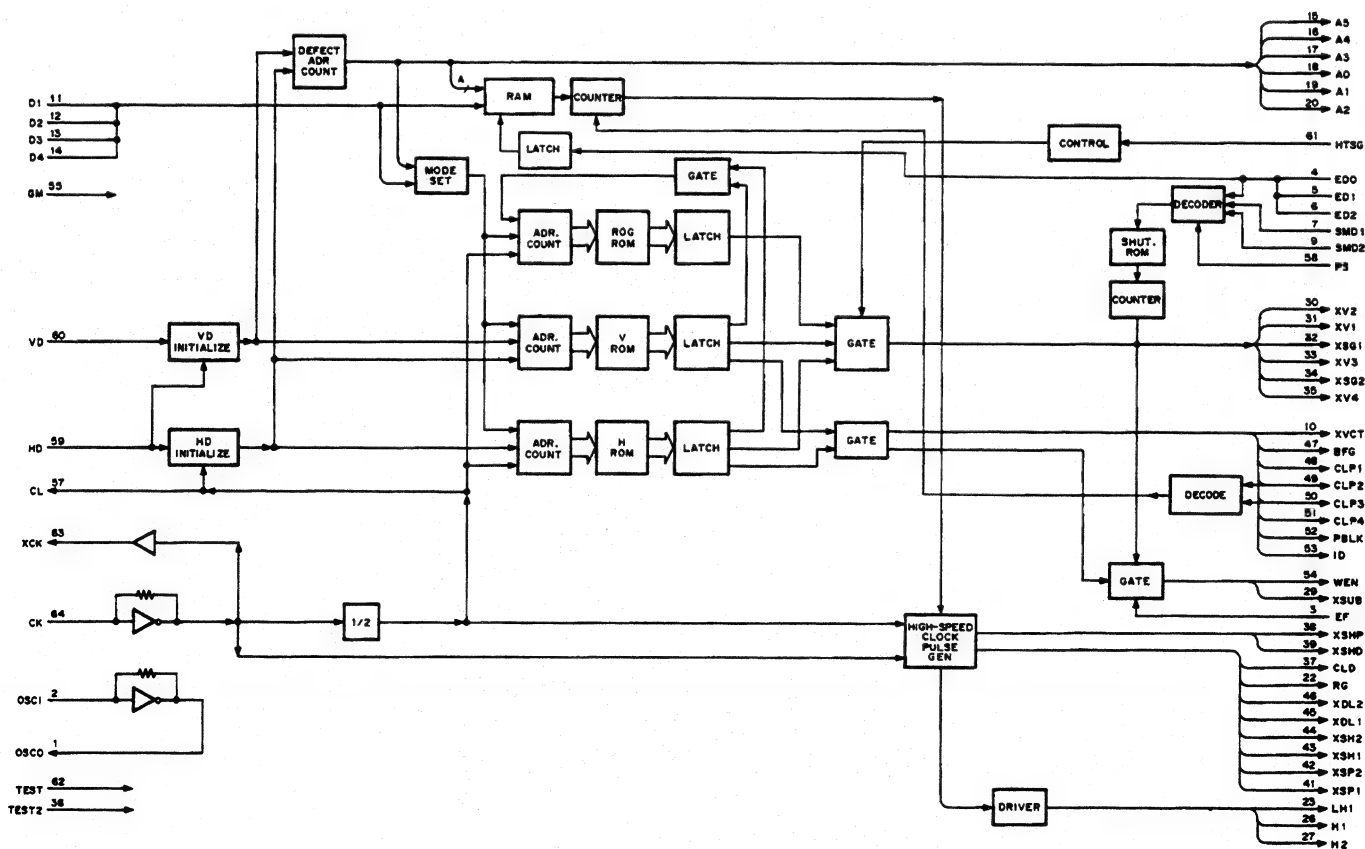 DEFECT
ADR
COUNT
A
RAM
COUNTER
LATCH
MODE
SET
GATE
ADR.
COUNT
ROG
ROM
LATCH
VD
INITIALIZE
ADR.
COUNT
V
ROM
LATCH
GATE
HD
INITIALIZE
ADR.
COUNT
H
ROM
LATCH
GATE
CONTROL
DECODER
SHUT.
ROM
COUNTER
DECODE
GATE
1/2
HIGH-SPEED
CLOCK
PULSE
GEN
DRIVER
D1 11
D2 12
D3 13
D4 14
GM 55
VD 60
HD 59
CL 57
XCK 63
CK 64
OSCI 2
OSCO 1
TEST 62
TEST2 36
15 A5
16 A4
17 A3
18 A0
19 A1
20 A2
61 HTSG
4 ED0
5 ED1
6 ED2
7 SMD1
9 SMD2
58 PS
30 XV2
31 XV1
32 XSG1
33 XV3
34 XSG2
35 XV4
10 XVCT
47 BFG
48 CLP1
49 CLP2
50 CLP3
51 CLP4
52 PBLK
53 ID
54 WEN
29 XSUB
3 EF
38 XSHP
39 XSHD
37 CLD
22 RG
46 XDL2
45 XDL1
44 XSH2
43 XSH1
42 XSP2
41 XSP1
23 LH1
26 H1
27 H2